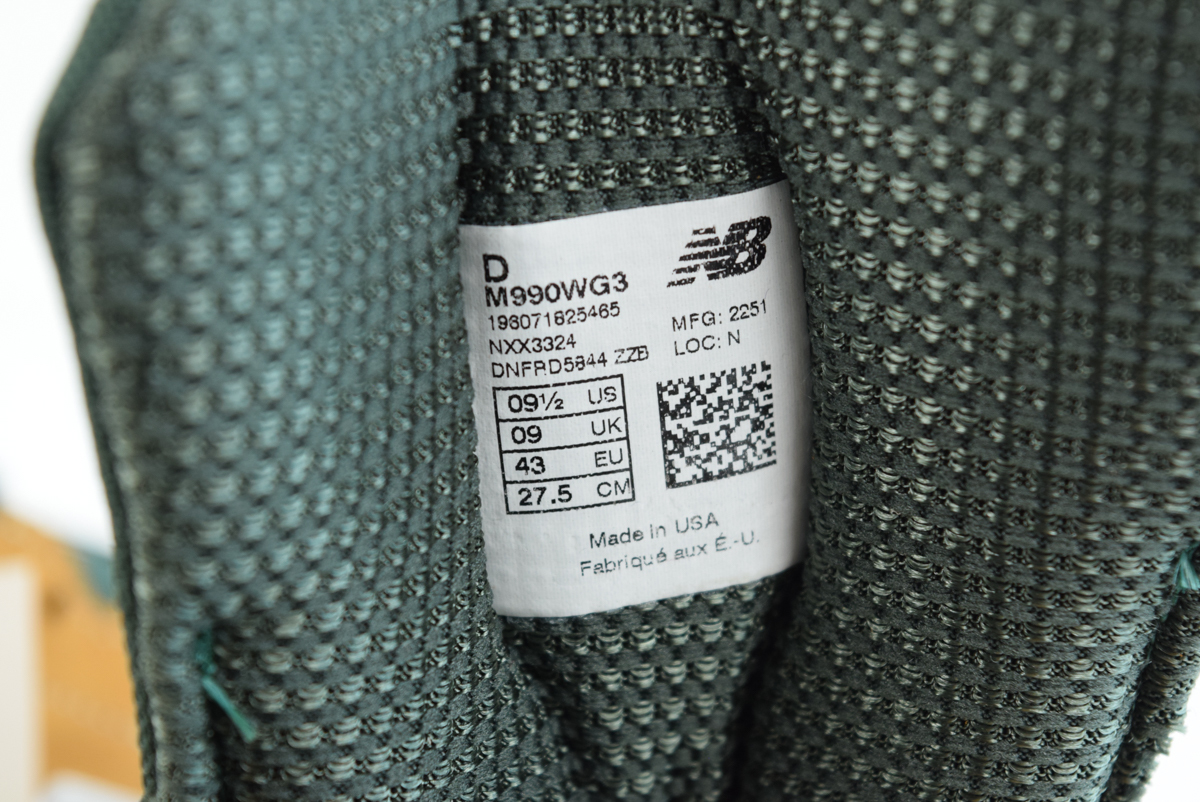 NB
D
M990WG3
196071825465
NXX3324
DNFRD5844 ZZB
MFG: 2251
LOC: N
09½ US
09 UK
43 EU
27.5 CM
Made in USA
Fabriqué aux É.-U.